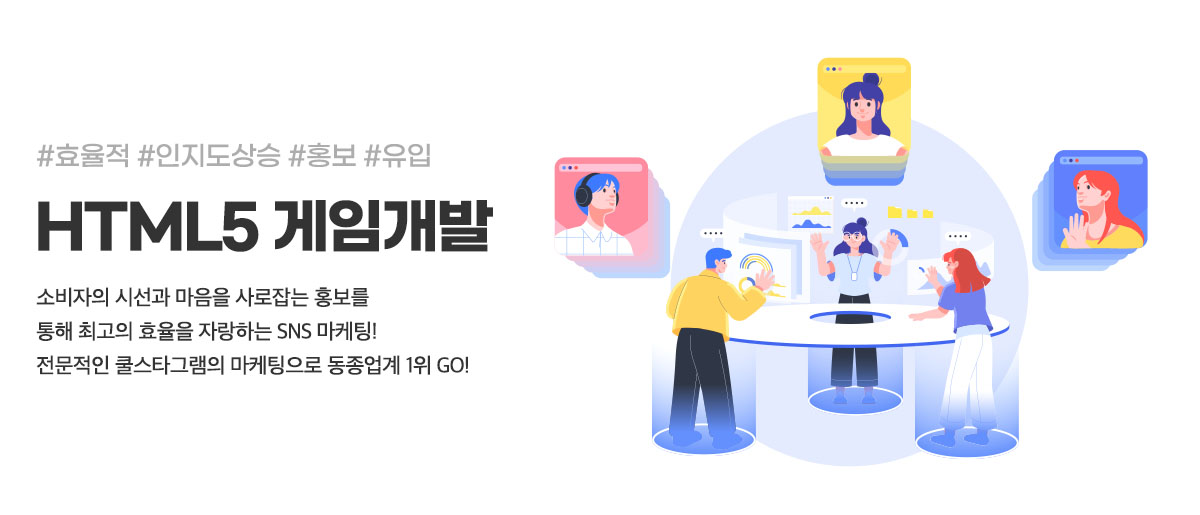 #효율적 #인지도상승 #홍보 #유입
HTML5 게임개발
소비자의 시선과 마음을 사로잡는 홍보를
통해 최고의 효율을 자랑하는 SNS 마케팅!
전문적인 쿨스타그램의 마케팅으로 동종업계 1위 GO!